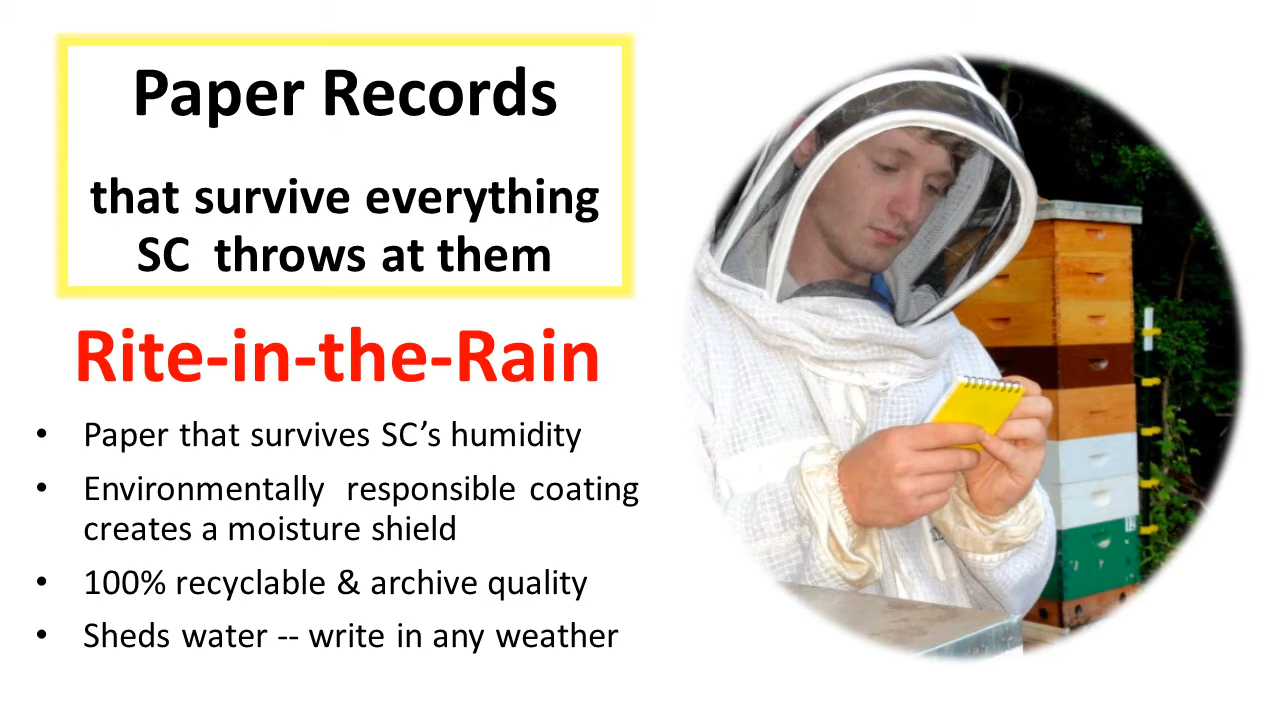 Paper Records
that survive everything
SC throws at them
Rite-in-the-Rain
• Paper that survives SC’s humidity
• Environmentally responsible coating
creates a moisture shield
• 100% recyclable & archive quality
• Sheds water -- write in any weather